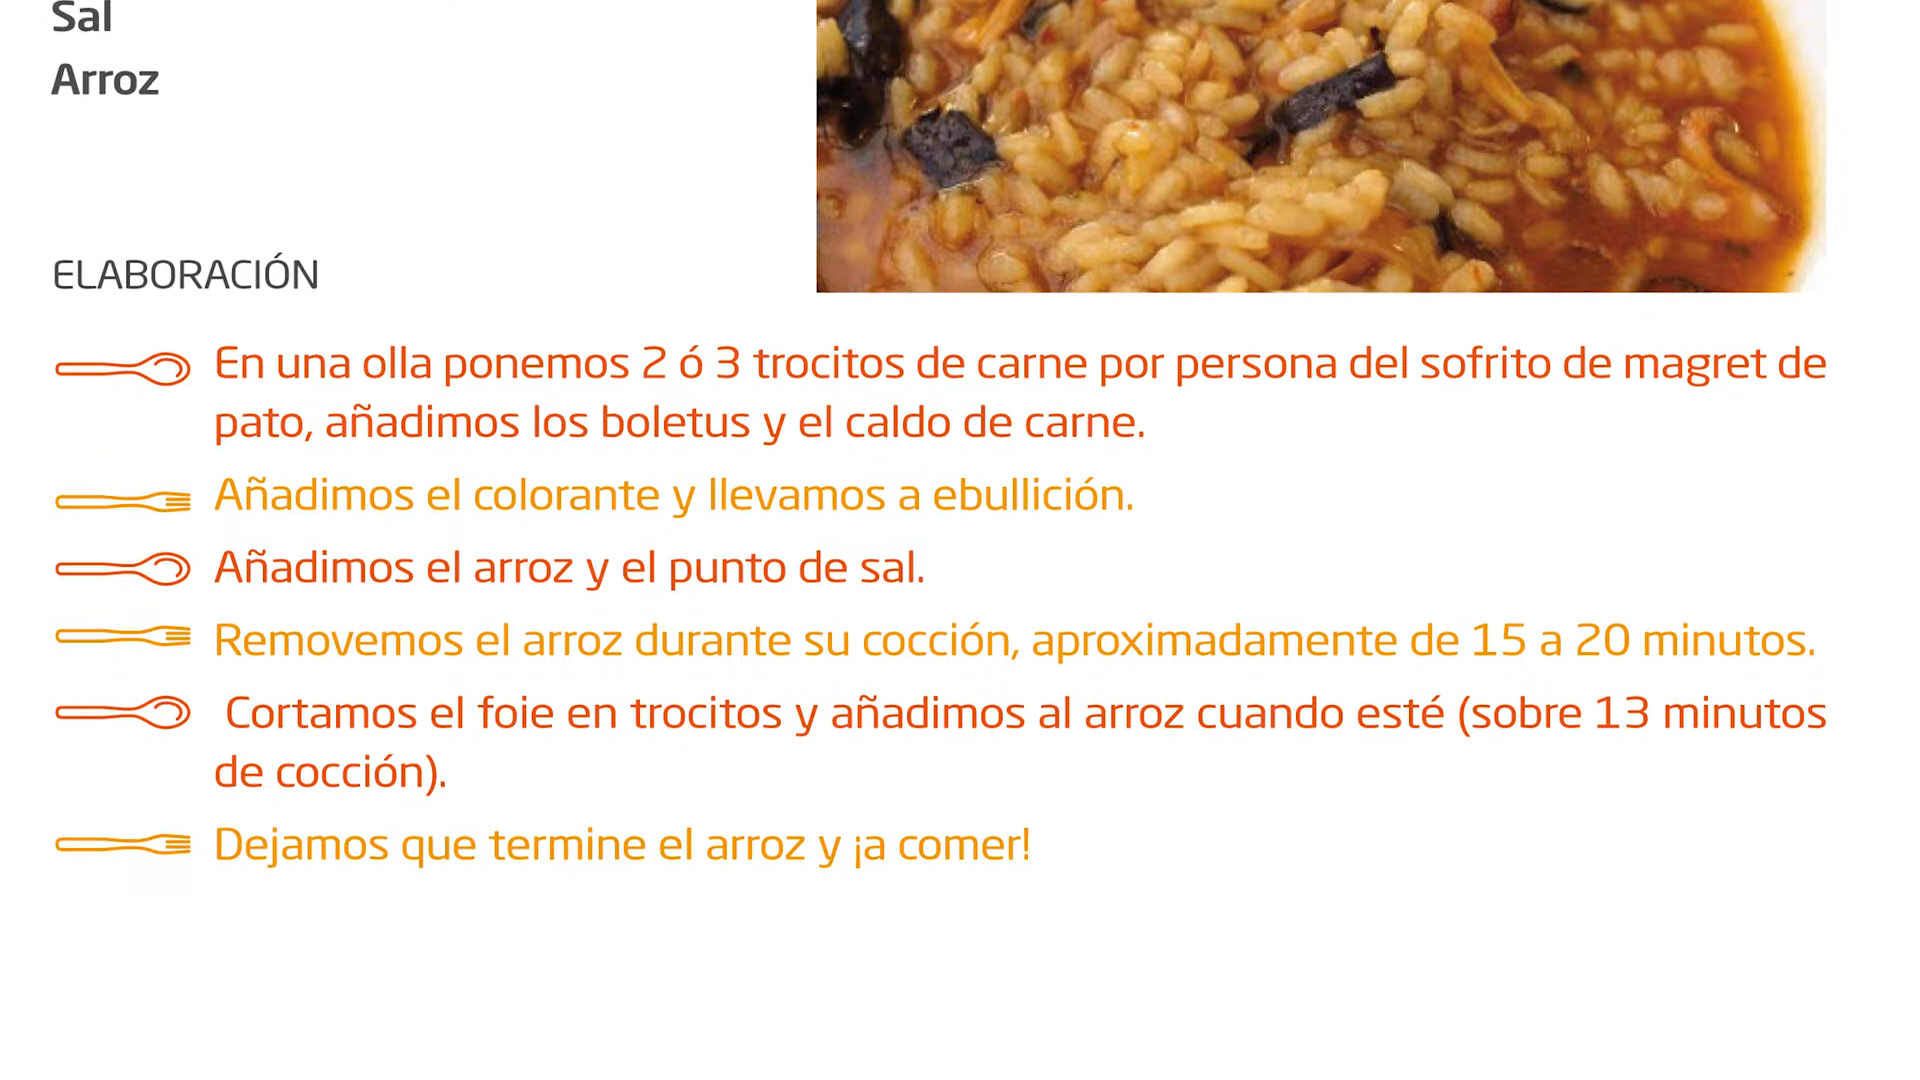 Sal
Arroz
ELABORACIÓN
En una olla ponemos 2 ó 3 trocitos de carne por persona del sofrito de magret de
pato, añadimos los boletus y el caldo de carne.
Añadimos el colorante y llevamos a ebullición.
Añadimos el arroz y el punto de sal.
Removemos el arroz durante su cocción, aproximadamente de 15 a 20 minutos.
Cortamos el foie en trocitos y añadimos al arroz cuando esté (sobre 13 minutos
de cocción).
Dejamos que termine el arroz y ¡a comer!